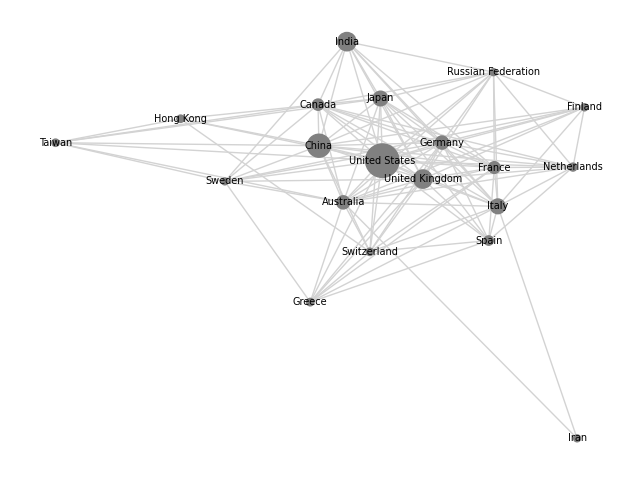 India
Russian Federation
Japan
Canada
Finland
Hong Kong
Taiwan
China
Germany
United States
France
Netherlands
Sweden
United Kingdom
Australia
Italy
Spain
Switzerland
Greece
Iran